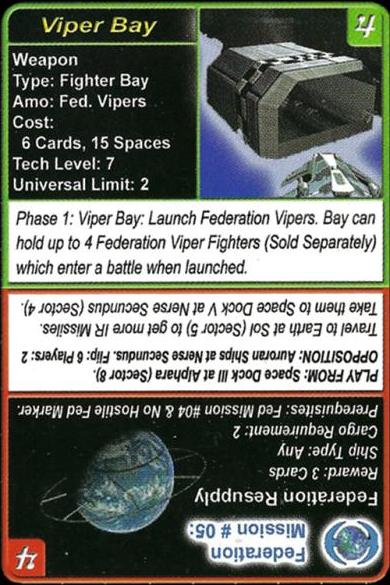 Viper Bay
4
Weapon
Type: Fighter Bay
Amo: Fed. Vipers
Cost:
6 Cards, 15 Spaces
Tech Level: 7
Universal Limit: 2
Phase 1: Viper Bay: Launch Federation Vipers. Bay can
hold up to 4 Federation Viper Fighters (Sold Separately)
which enter a battle when launched.
4
Federation
Mission # 05:
Federation Resupply
Reward: 3 Cards
Ship Type: Any
Cargo Requirement: 2
Prerequisites: Fed Mission #04 & No Hostile Fed Marker.
PLAY FROM: Space Dock at III Alphara (Sector 8).
OPPOSITION: Auroran Ships at Nerse Secundus. Flip: 6 Players: 2
Travel to Earth at Sol (Sector 5) to get more IR Missiles.
Take them to Space Dock V at Nerse Secundus (Sector 4).